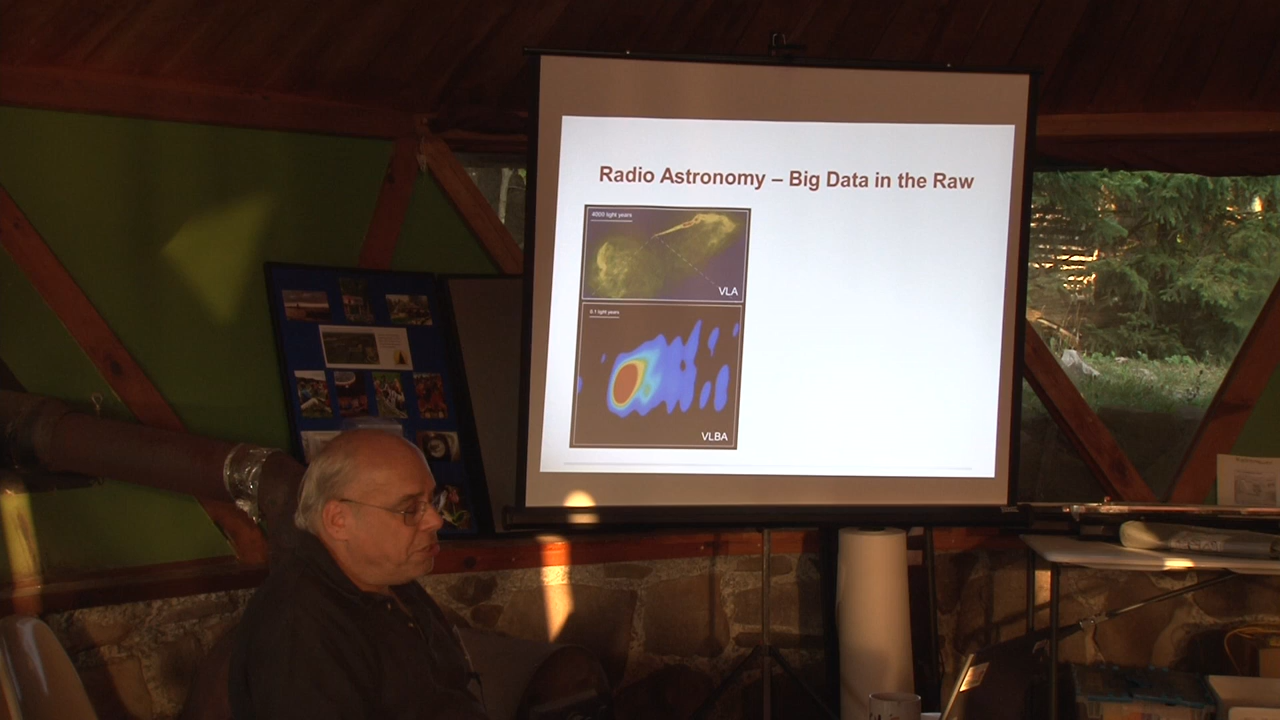 Radio Astronomy – Big Data in the Raw
4000 light years
VLA
0.1 light years
VLBA